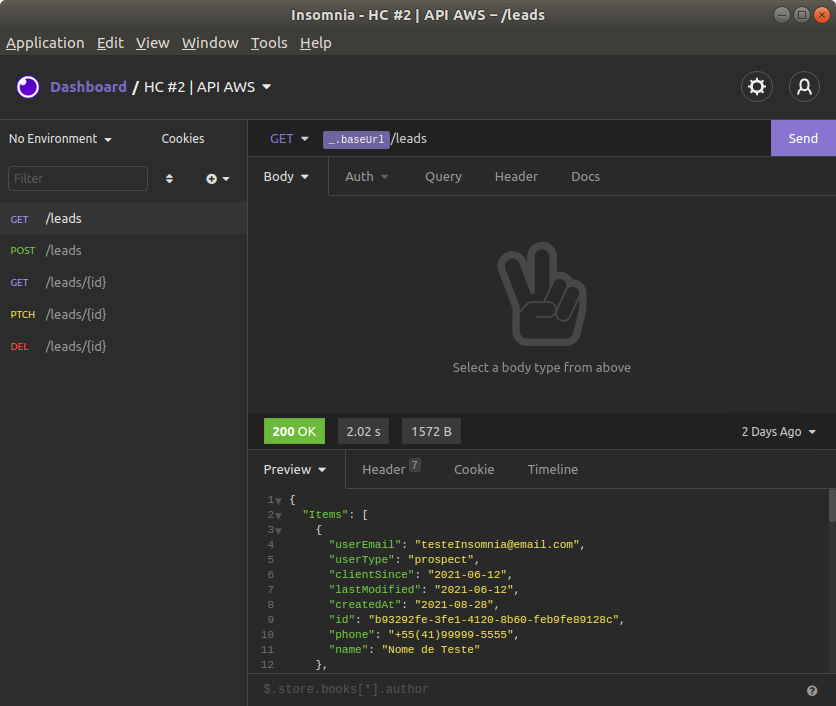 Insomnia - HC #2 | API AWS – /leads
Application Edit View Window Tools Help
Dashboard / HC #2 | API AWS
No Environment Cookies
Filter
GET /leads
POST /leads
GET /leads/{id}
PTCH /leads/{id}
DEL /leads/{id}
GET _.baseUrl/leads Send
Body Auth Query Header Docs
Select a body type from above
200 OK 2.02 s 1572 B 2 Days Ago
Preview Header 7 Cookie Timeline
1 {
2 "Items": [
3 {
4 "userEmail": "testeInsomnia@email.com",
5 "userType": "prospect",
6 "clientSince": "2021-06-12",
7 "lastModified": "2021-06-12",
8 "createdAt": "2021-08-28",
9 "id": "b93292fe-3fe1-4120-8b60-feb9fe89128c",
10 "phone": "+55(41)99999-5555",
11 "name": "Nome de Teste"
12 },
$.store.books[*].author